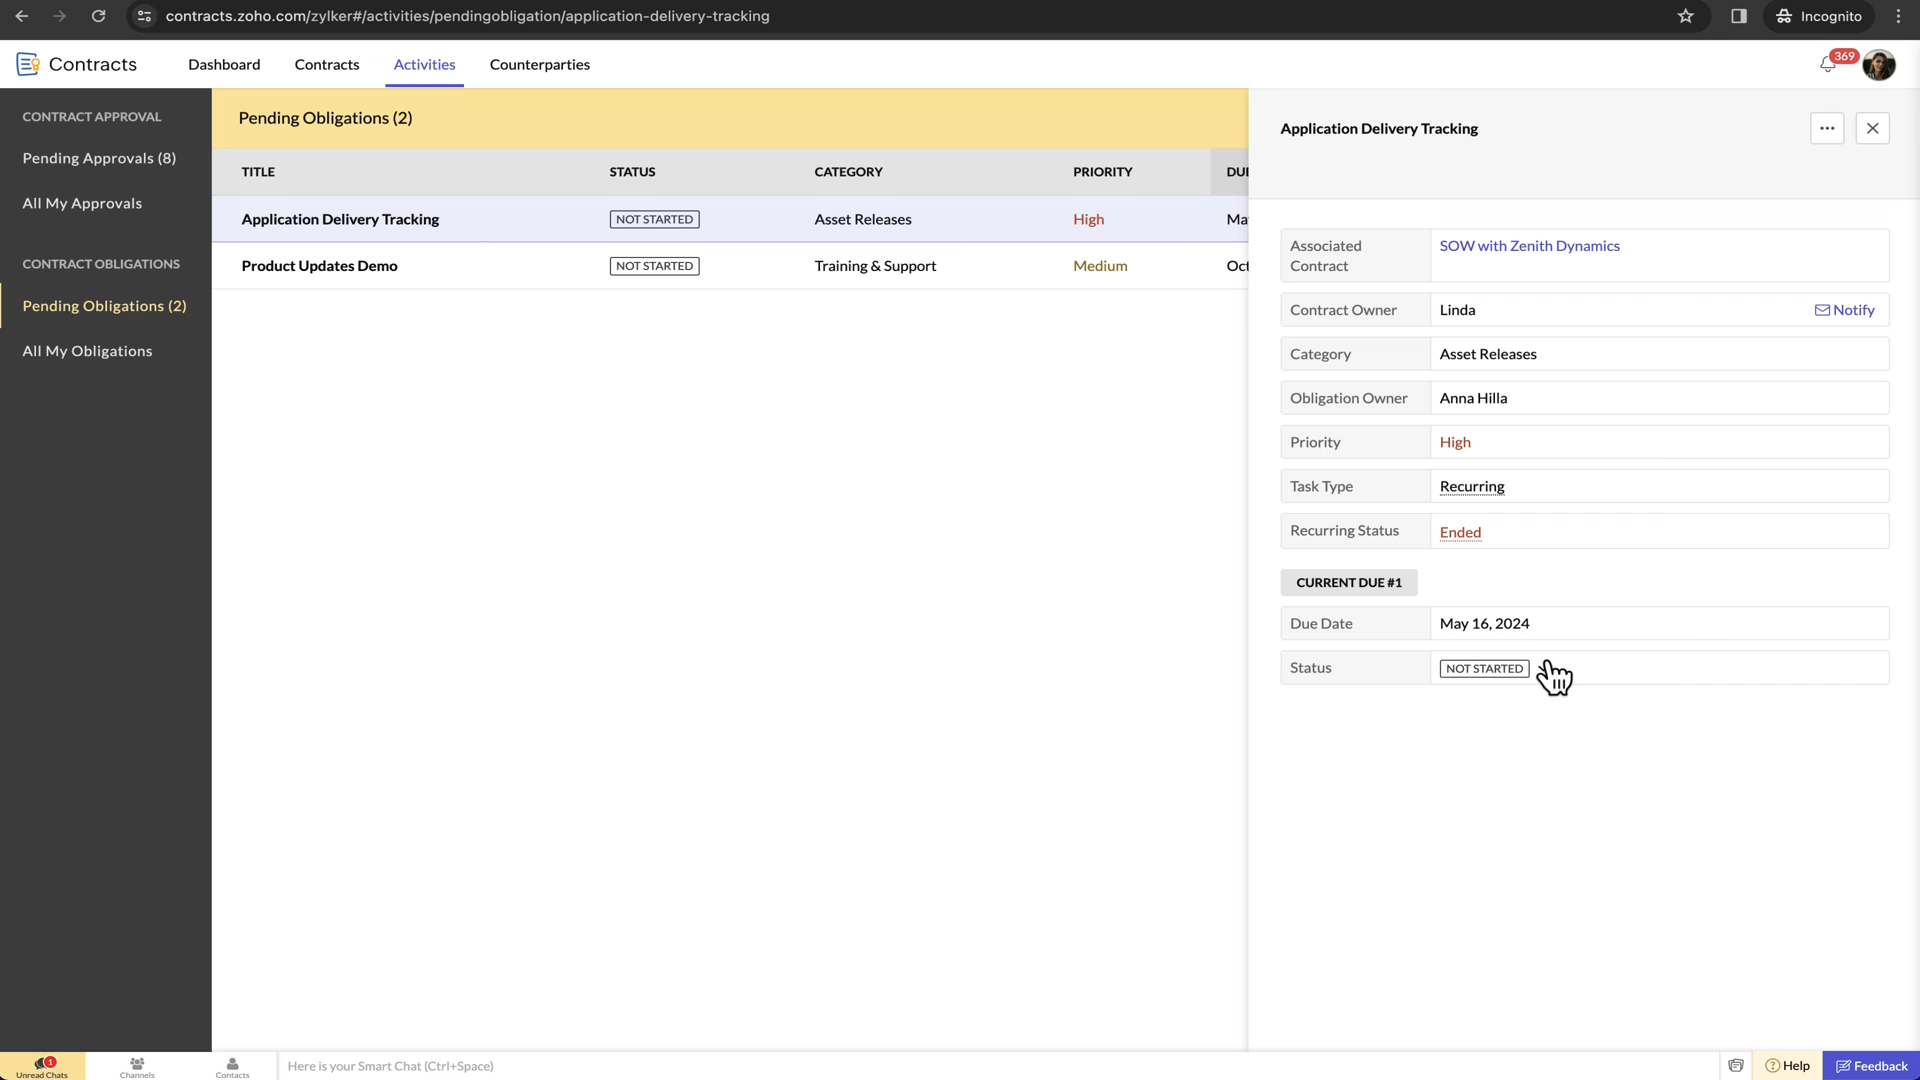 contracts.zoho.com/zylker#/activities/pendingobligation/application-delivery-tracking
Incognito
Contracts
Dashboard
Contracts
Activities
Counterparties
369
CONTRACT APPROVAL
Pending Approvals (8)
All My Approvals
CONTRACT OBLIGATIONS
Pending Obligations (2)
All My Obligations
Pending Obligations (2)
TITLE STATUS CATEGORY PRIORITY
Application Delivery Tracking NOT STARTED Asset Releases High
Product Updates Demo NOT STARTED Training & Support Medium Oct
Application Delivery Tracking
Associated Contract SOW with Zenith Dynamics
Contract Owner Linda Notify
Category Asset Releases
Obligation Owner Anna Hilla
Priority High
Task Type Recurring
Recurring Status Ended
CURRENT DUE #1
Due Date May 16, 2024
Status NOT STARTED
1
Unread Chats
Channels
Contacts
Here is your Smart Chat (Ctrl+Space)
Help
Feedback